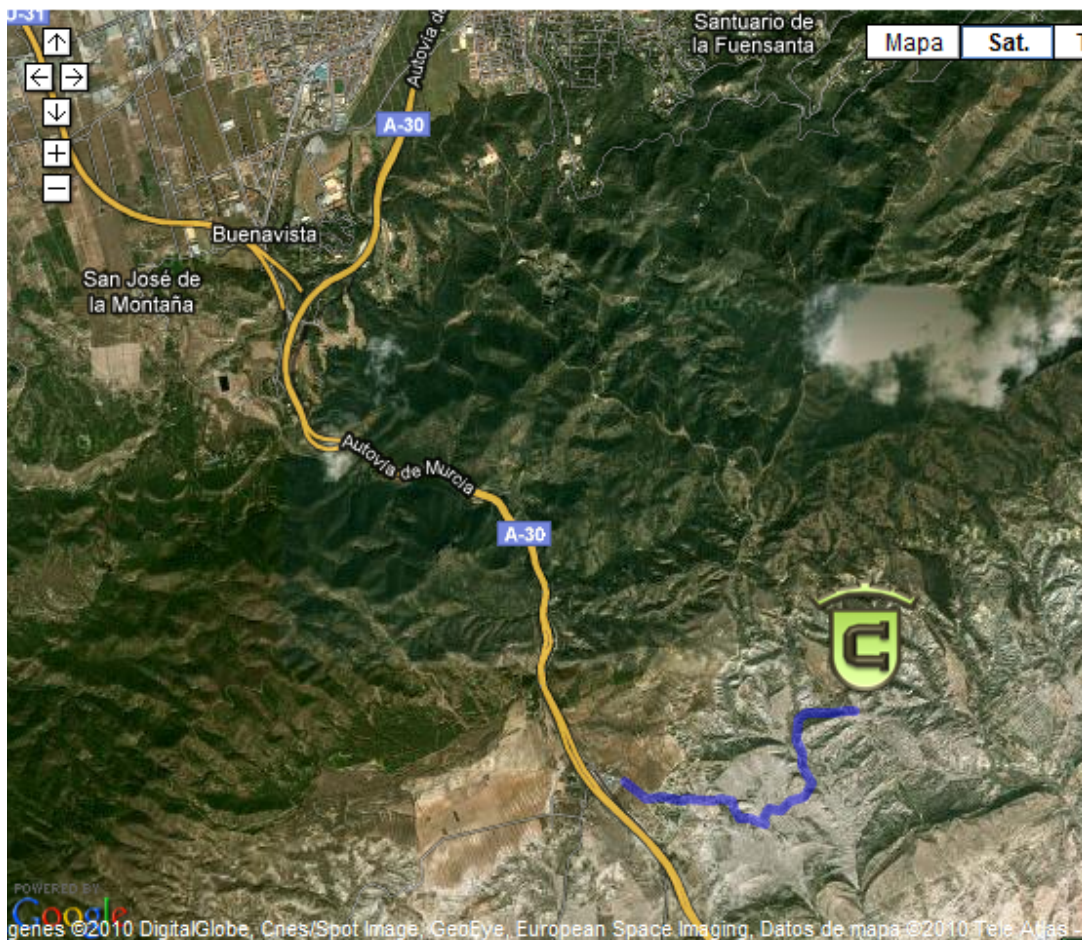 U-31
Autovía de
Santuario de
la Fuensanta
Mapa
Sat.
T
A-30
Buenavista
San José de
la Montaña
Autovía de Murcia
A-30
C
POWERED BY
Google
genes ©2010 DigitalGlobe, Cnes/Spot Image, GeoEye, European Space Imaging, Datos de mapa ©2010 Tele Atlas -